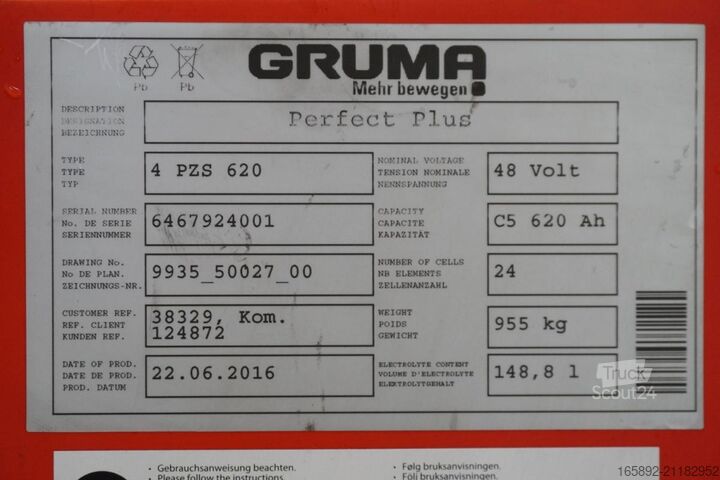 Pb Pb
GRUMA
Mehr bewegen
DESCRIPTION
DESIGNATION
BEZEICHNUNG
Perfect Plus
TYPE
TYPE
TYP
4 PZS 620
NOMINAL VOLTAGE
TENSION NOMINALE
NENNSPANNUNG
48 Volt
SERIAL NUMBER
No. DE SERIE
SERIENNUMMER
6467924001
CAPACITY
CAPACITE
KAPAZITÄT
C5 620 Ah
DRAWING No.
No DE PLAN.
ZEICHNUNGS-NR.
9935_50027_00
NUMBER OF CELLS
NB ELEMENTS
ZELLENANZAHL
24
CUSTOMER REF.
REF. CLIENT
KUNDEN REF.
38329, Kom.
124872
WEIGHT
POIDS
GEWICHT
955 kg
DATE OF PROD.
DATE DE PROD.
PROD. DATUM
22.06.2016
ELECTROLYTE CONTENT
VOLUME D'ELECTROLYTE
ELEKTROLYTGEHALT
148,8 l
Truck
Scout24
• Gebrauchsanweisung beachten.
• Please follow the instructions.
• Følg bruksanvisningen.
• Följ bruksanvisningen.
165892-21182952